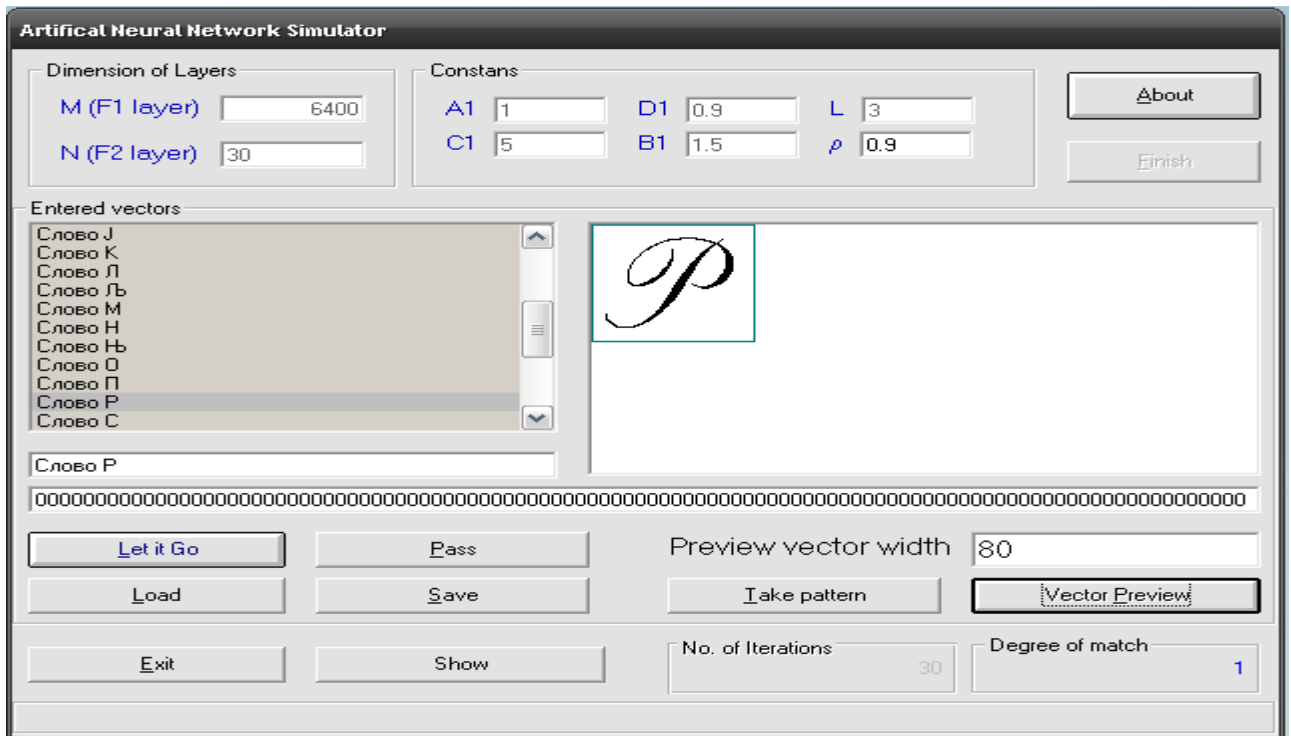 Artifical Neural Network Simulator
Dimension of Layers
M (F1 layer) 6400
N (F2 layer) 30
Constans
A1 1 D1 0.9 L 3
C1 5 B1 1.5 ρ 0.9
About
Finish
Entered vectors
Слово Ј
Слово К
Слово Л
Слово Љ
Слово М
Слово Н
Слово Њ
Слово О
Слово П
Слово Р
Слово С
P
Слово Р
Let it Go Pass Preview vector width 80
Load Save Take pattern Vector Preview
Exit Show
No. of Iterations
30
Degree of match
1